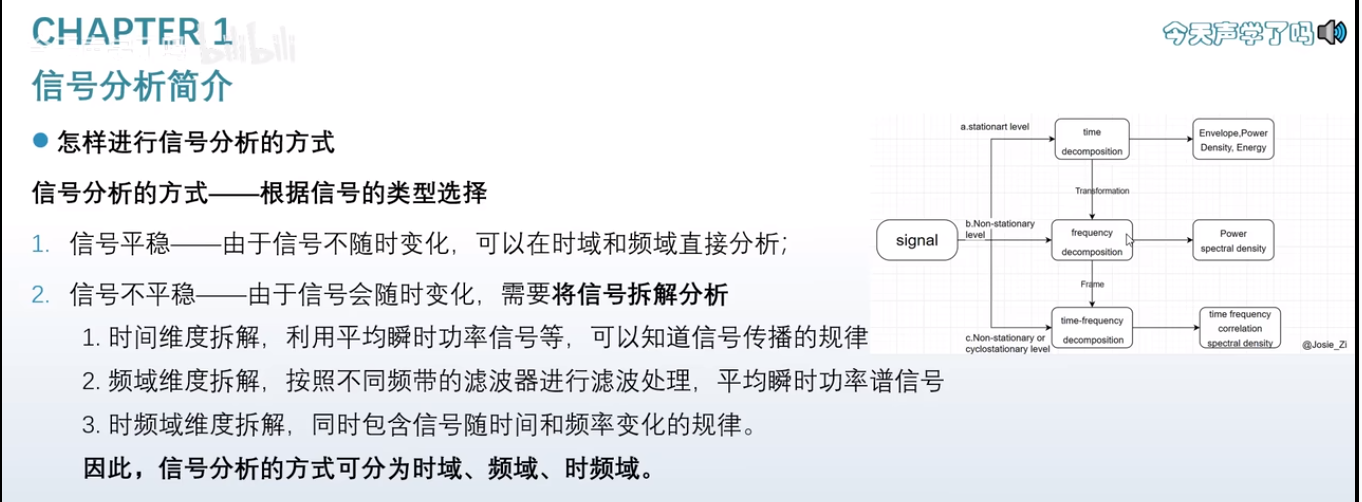 CHAPTER 1
bilibili
今天声学了吗
信号分析简介
怎样进行信号分析的方式
信号分析的方式——根据信号的类型选择
1. 信号平稳——由于信号不随时变化，可以在时域和频域直接分析；
2. 信号不平稳——由于信号会随时变化，需要将信号拆解分析
1. 时间维度拆解，利用平均瞬时功率信号等，可以知道信号传播的规律
2. 频域维度拆解，按照不同频带的滤波器进行滤波处理，平均瞬时功率谱信号
3. 时频域维度拆解，同时包含信号随时间和频率变化的规律。
因此，信号分析的方式可分为时域、频域、时频域。
signal
a.stationart level
time
decomposition
Envelope,Power
Density, Energy
Transformation
b.Non-stationary
level
frequency
decomposition
Power
spectral density
Frame
c.Non-stationary or
cyclostationary level
time-frequency
decomposition
time frequency
correlation
spectral density
@Josie_Zi